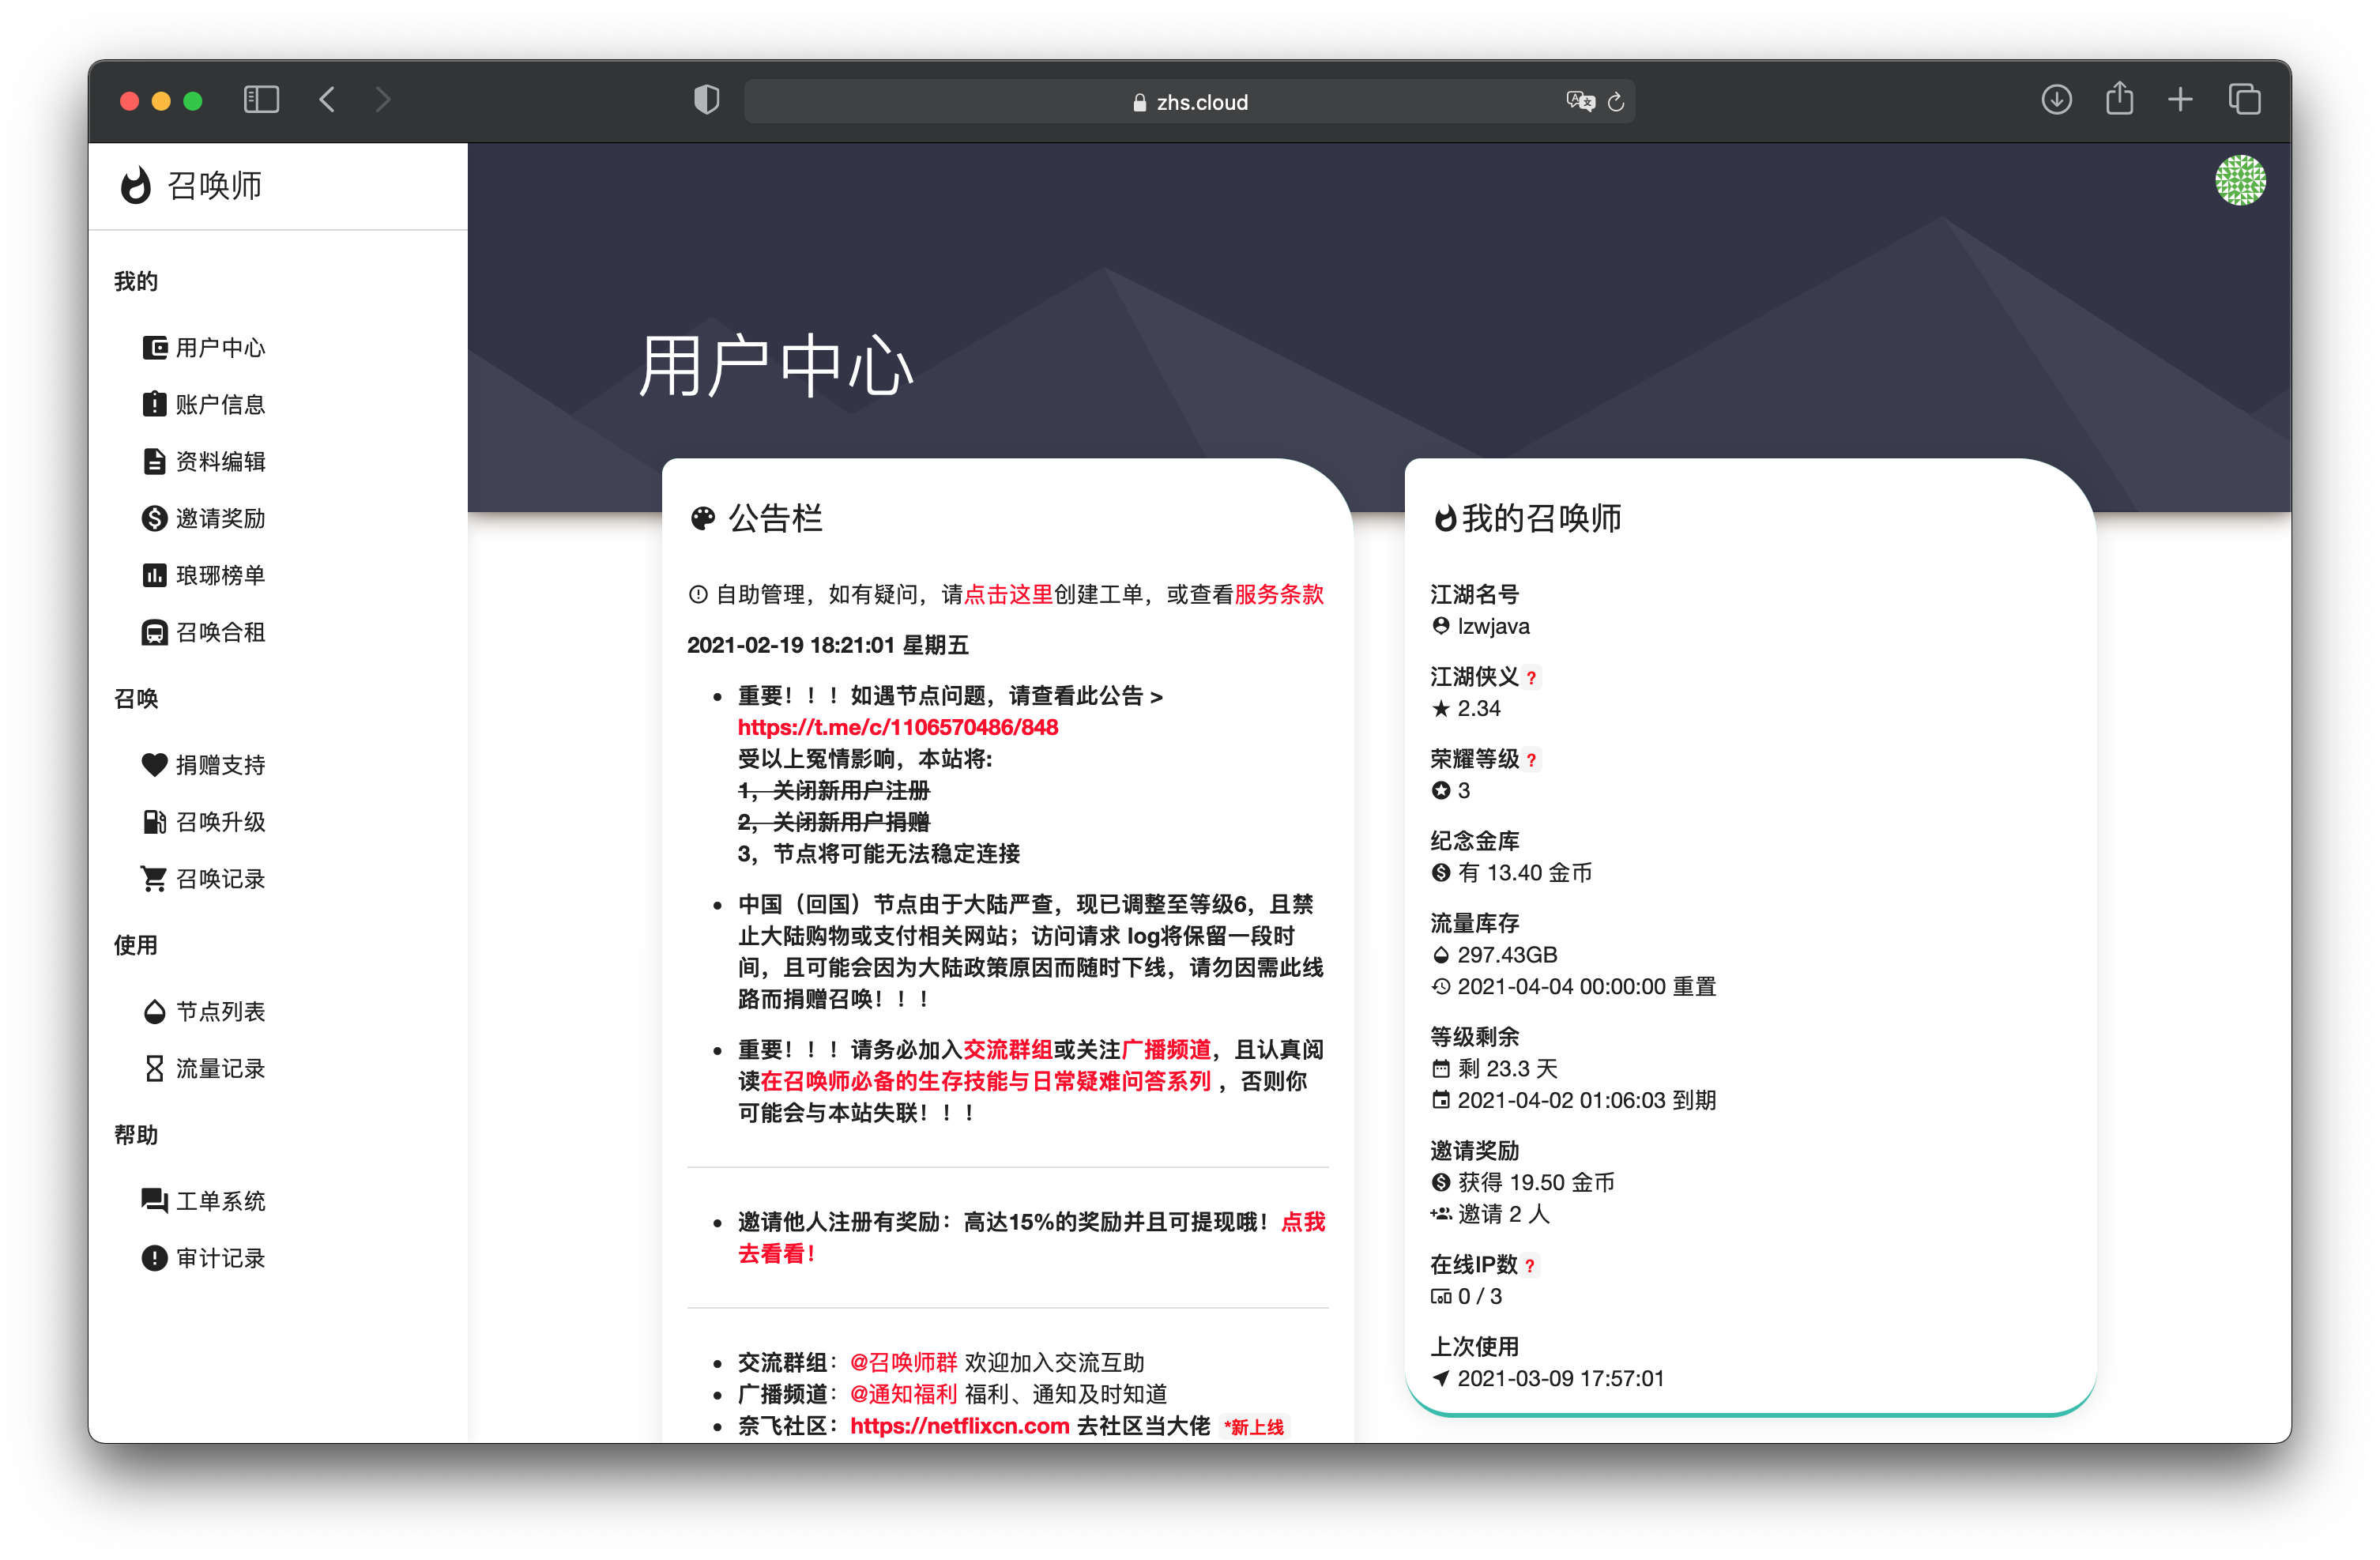 zhs.cloud
召唤师
我的
用户中心
账户信息
资料编辑
邀请奖励
琅琊榜单
召唤合租
召唤
捐赠支持
召唤升级
召唤记录
使用
节点列表
流量记录
帮助
工单系统
审计记录
用户中心
公告栏
自助管理，如有疑问，请点击这里创建工单，或查看服务条款
2021-02-19 18:21:01 星期五
重要！！！如遇节点问题，请查看此公告 >
https://t.me/c/1106570486/848
受以上冤情影响，本站将:
1，关闭新用户注册
2，关闭新用户捐赠
3，节点将可能无法稳定连接
中国（回国）节点由于大陆严查，现已调整至等级6，且禁
止大陆购物或支付相关网站；访问请求 log将保留一段时
间，且可能会因为大陆政策原因而随时下线，请勿因需此线
路而捐赠召唤！！！
重要！！！请务必加入交流群组或关注广播频道，且认真阅
读在召唤师必备的生存技能与日常疑难问答系列 ，否则你
可能会与本站失联！！！
邀请他人注册有奖励：高达15%的奖励并且可提现哦！点我
去看看！
交流群组：@召唤师群 欢迎加入交流互助
广播频道：@通知福利 福利、通知及时知道
奈飞社区：https://netflixcn.com 去社区当大佬 *新上线
我的召唤师
江湖名号
lzwjava
江湖侠义 ?
2.34
荣耀等级 ?
3
纪念金库
有 13.40 金币
流量库存
297.43GB
2021-04-04 00:00:00 重置
等级剩余
剩 23.3 天
2021-04-02 01:06:03 到期
邀请奖励
获得 19.50 金币
邀请 2 人
在线IP数 ?
0 / 3
上次使用
2021-03-09 17:57:01